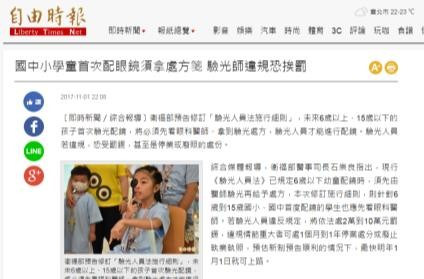 自由時報
Liberty Times Net
臺北市 22-23℃
即時新聞
報紙總覽
影音 娛樂 汽車 時尚 體育 3C 評論 玩咖 食譜
國中小學童首次配眼鏡須拿處方箋 驗光師違規恐挨罰
2017-11-01 22:08
讚
LINE
〔即時新聞/綜合報導〕衛福部預告修訂「驗光人員法施行細則」，未來6歲以上、15歲以下的
孩子首次驗光配鏡，將必須先看眼科醫師、拿到驗光處方，驗光人員才能進行配鏡。驗光人員
若違規，恐受罰鍰，甚至是停業或廢照的處份。
綜合媒體報導，衛福部醫事司長石崇良指出，現行
《驗光人員法》已規定6歲以下幼童配鏡時，須先由
醫師驗光再給予處方，本次修訂施行細則，則針對6
歲到15歲國小、國中首度配鏡的學生也應先看眼科醫
師。若驗光人員違反規定，將依法處2萬到10萬元罰
鍰，違規情節重大者可處1個月到1年停業處分或廢止
執業執照，預告新制預告順利的情況下，最快明年1
月1日就可上路。
衛福部預告修訂「驗光人員法施行細則」，未
來6歲以上、15歲以下的孩子首次驗光配鏡，將